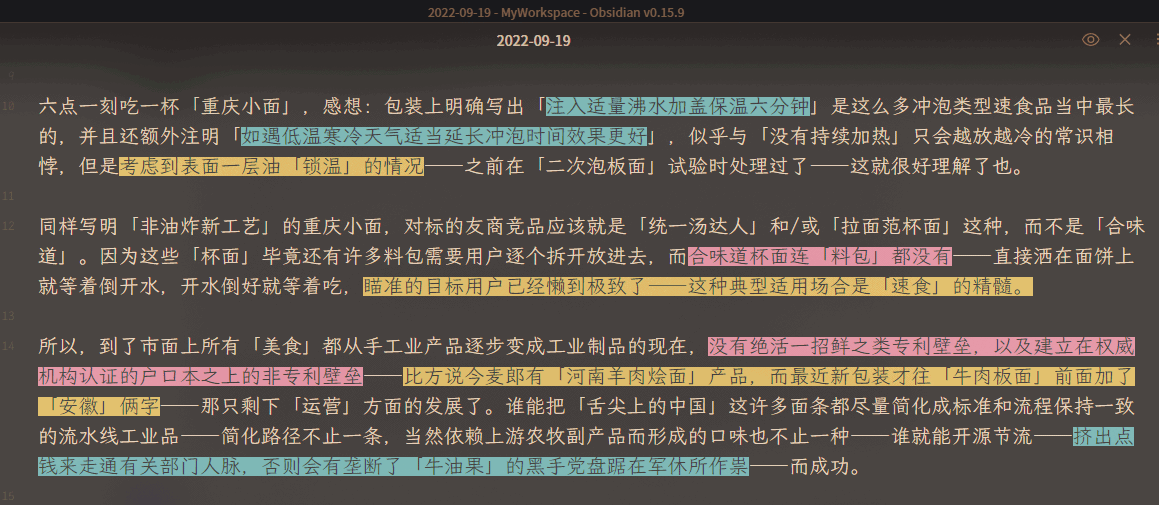 2022-09-19 - MyWorkspace - Obsidian v0.15.9
2022-09-19
9
10 六点一刻吃一杯「重庆小面」，感想：包装上明确写出「注入适量沸水加盖保温六分钟」是这么多冲泡类型速食品当中最长
的，并且还额外注明「如遇低温寒冷天气适当延长冲泡时间效果更好」，似乎与「没有持续加热」只会越放越冷的常识相
悖，但是考虑到表面一层油「锁温」的情况——之前在「二次泡板面」试验时处理过了——这就很好理解了也。
11
12 同样写明「非油炸新工艺」的重庆小面，对标的友商竞品应该就是「统一汤达人」和/或「拉面范杯面」这种，而不是「合味
道」。因为这些「杯面」毕竟还有许多料包需要用户逐个拆开放进去，而合味道杯面连「料包」都没有——直接洒在面饼上
就等着倒开水，开水倒好就等着吃，瞄准的目标用户已经懒到极致了——这种典型适用场合是「速食」的精髓。
13
14 所以，到了市面上所有「美食」都从手工业产品逐步变成工业制品的现在，没有绝活一招鲜之类专利壁垒，以及建立在权威
机构认证的户口本之上的非专利壁垒——比方说今麦郎有「河南羊肉烩面」产品，而最近新包装才往「牛肉板面」前面加了
「安徽」俩字——那只剩下「运营」方面的发展了。谁能把「舌尖上的中国」这许多面条都尽量简化成标准和流程保持一致
的流水线工业品——简化路径不止一条，当然依赖上游农牧副产品而形成的口味也不止一种——谁就能开源节流——挤出点
钱来走通有关部门人脉，否则会有垄断了「牛油果」的黑手党盘踞在军休所作祟——而成功。
15